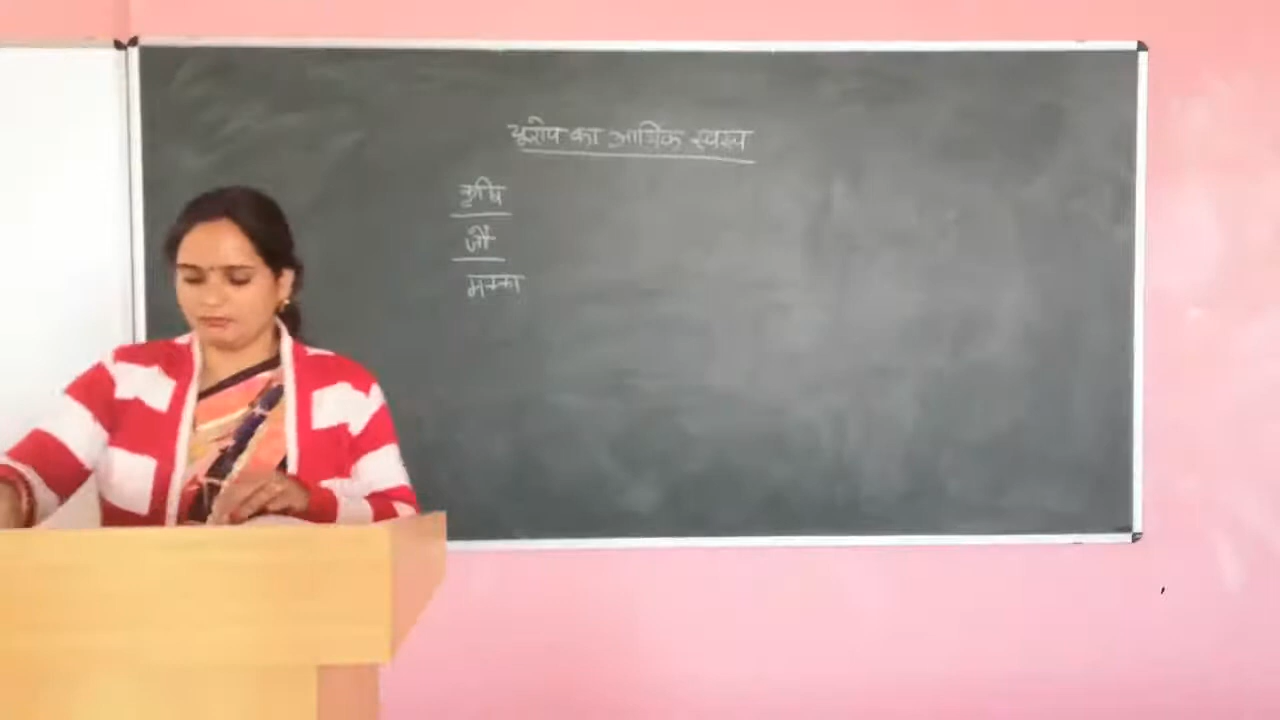 यूरोप का आर्थिक स्वरूप
कृषि
जौ
मक्का